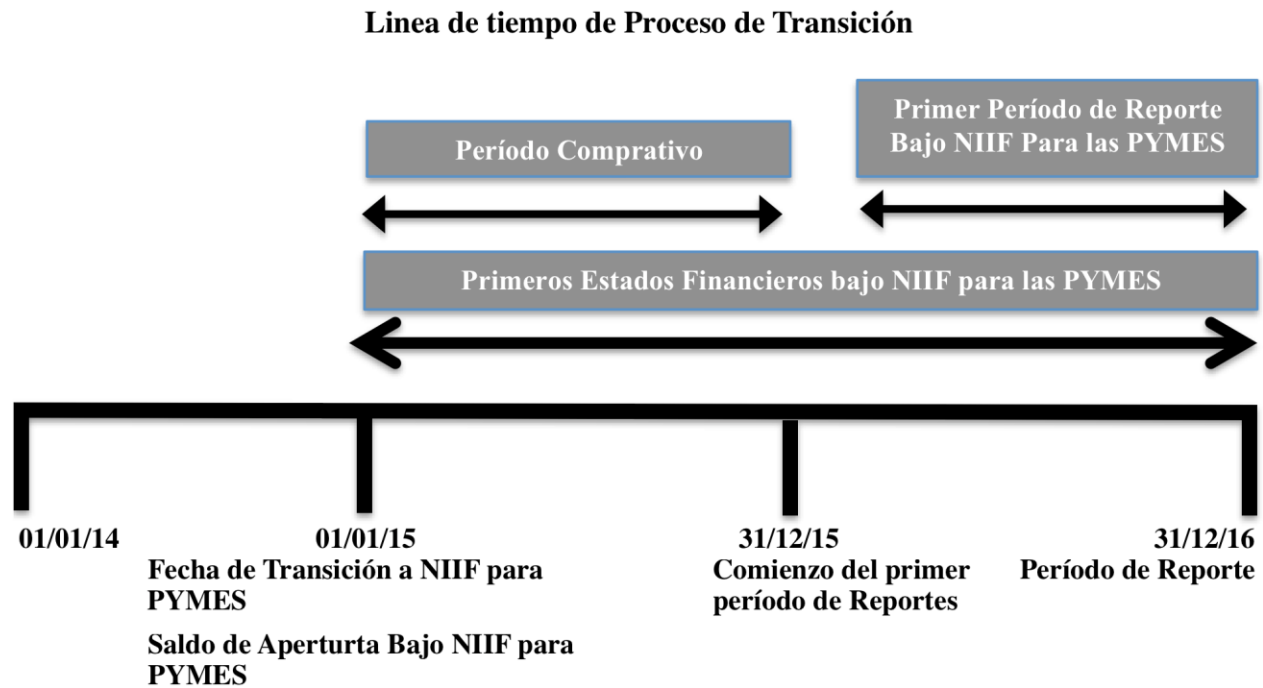 Linea de tiempo de Proceso de Transición
Primer Período de Reporte
Bajo NIIF Para las PYMES
Período Comprativo
Primeros Estados Financieros bajo NIIF para las PYMES
01/01/14
01/01/15
Fecha de Transición a NIIF para
PYMES
Saldo de Aperturta Bajo NIIF para
PYMES
31/12/15
Comienzo del primer
período de Reportes
31/12/16
Período de Reporte